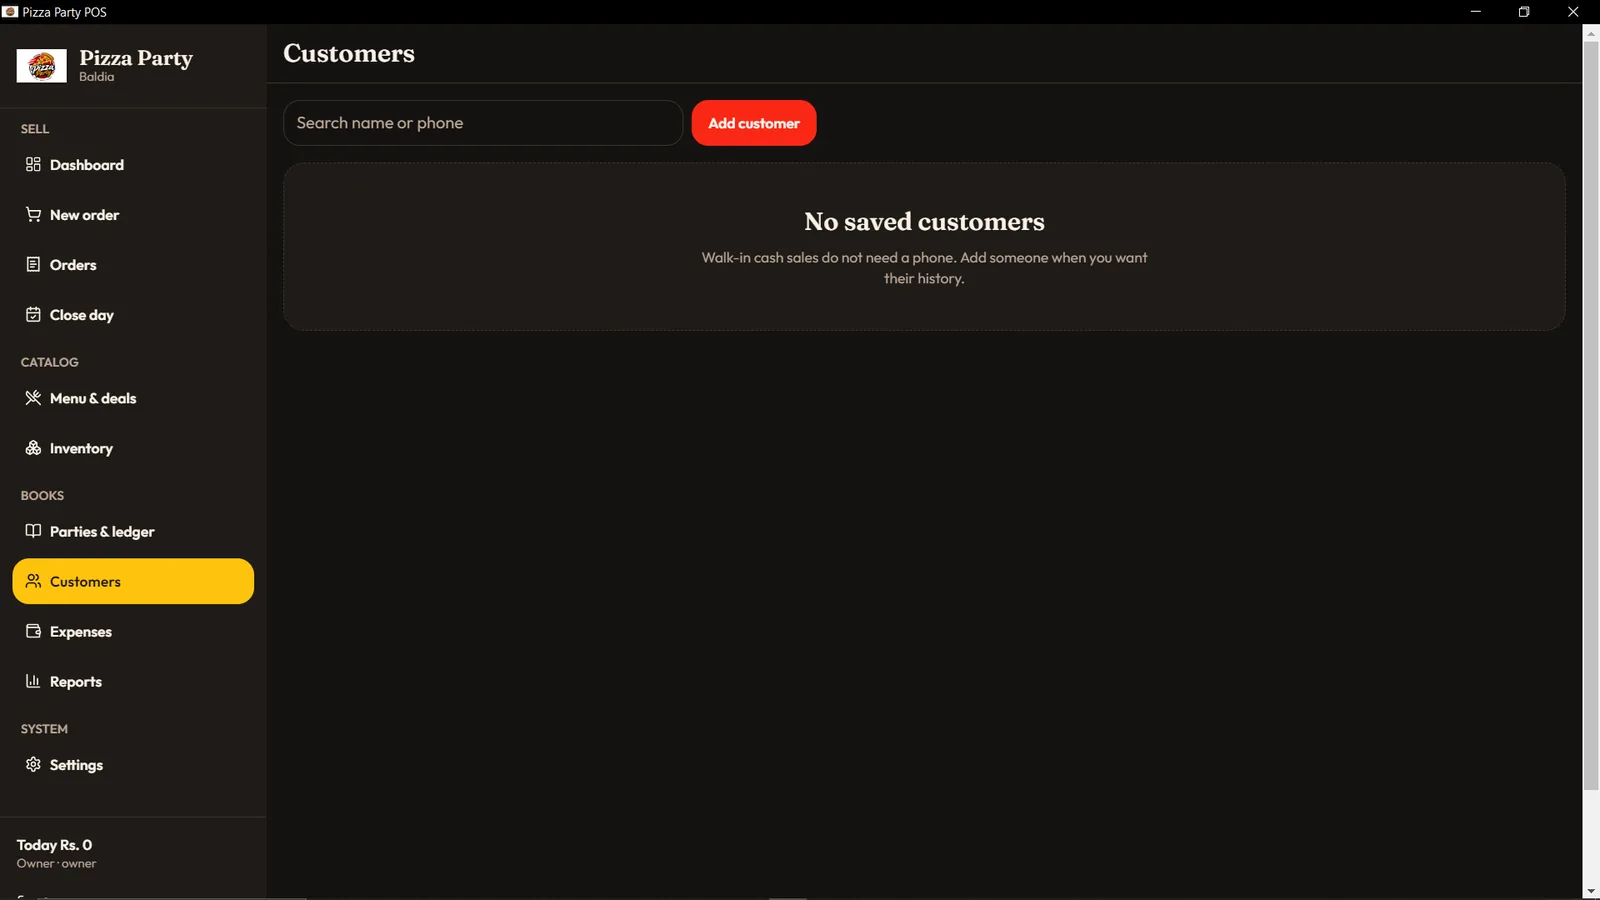 Pizza Party POS
Pizza Party
Baldia
SELL
Dashboard
New order
Orders
Close day
CATALOG
Menu & deals
Inventory
BOOKS
Parties & ledger
Customers
Expenses
Reports
SYSTEM
Settings
Today Rs. 0
Owner · owner
Customers
Search name or phone
Add customer
No saved customers
Walk-in cash sales do not need a phone. Add someone when you want
their history.